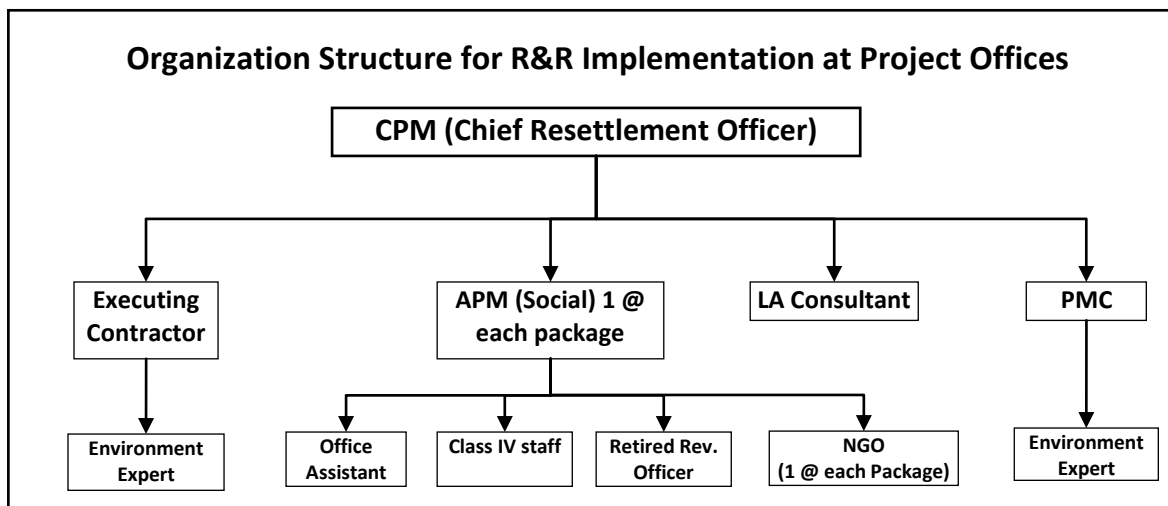 Organization Structure for R&R Implementation at Project Offices
CPM (Chief Resettlement Officer)
Executing
Contractor
APM (Social) 1 @
each package
LA Consultant
PMC
Environment
Expert
Office
Assistant
Class IV staff
Retired Rev.
Officer
NGO
(1 @ each Package)
Environment
Expert